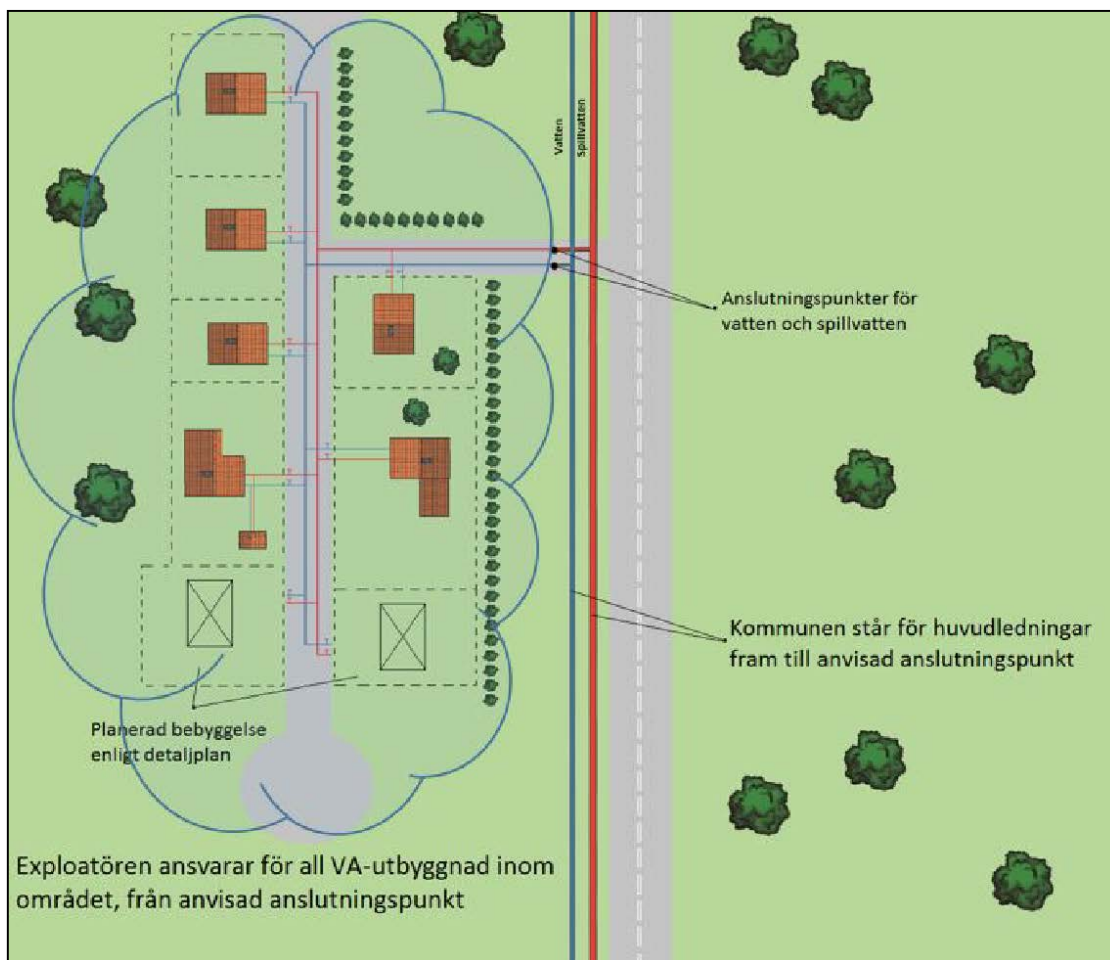 Vatten
Spillvatten
Anslutningspunkter för
vatten och spillvatten
Kommunen står för huvudledningar
fram till anvisad anslutningspunkt
Planerad bebyggelse
enligt detaljplan
Exploatören ansvarar för all VA-utbyggnad inom
området, från anvisad anslutningspunkt